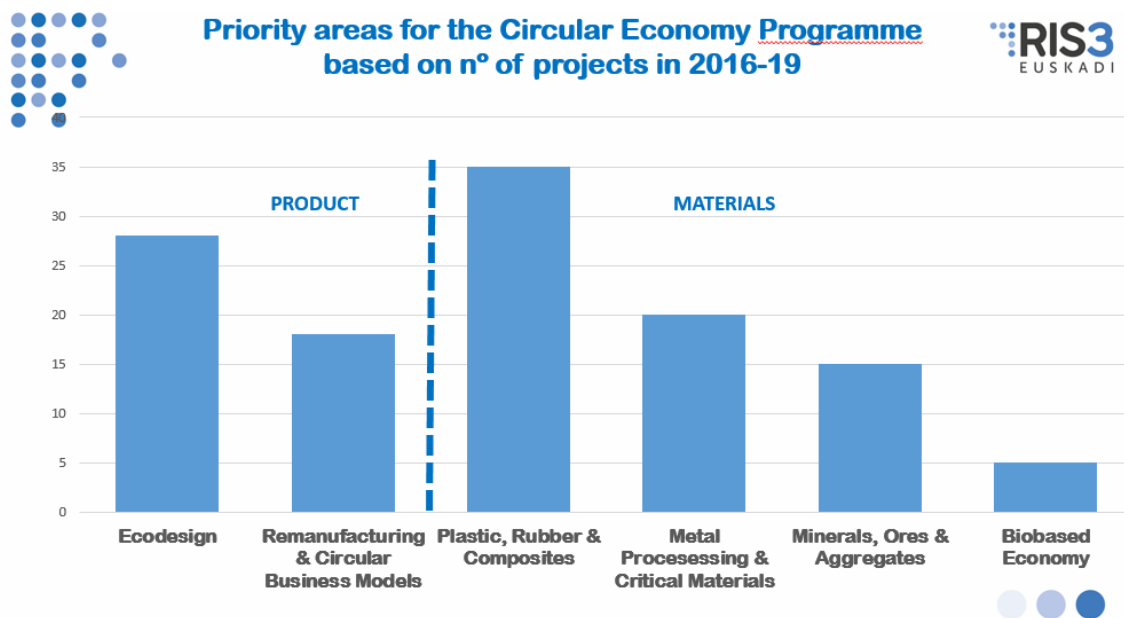 Priority areas for the Circular Economy Programme
based on nº of projects in 2016-19
RIS3
EUSKADI
40
35
30
25
20
15
10
5
0
PRODUCT
MATERIALS
Ecodesign
Remanufacturing
& Circular
Business Models
Plastic, Rubber &
Composites
Metal
Procesessing &
Critical Materials
Minerals, Ores &
Aggregates
Biobased
Economy